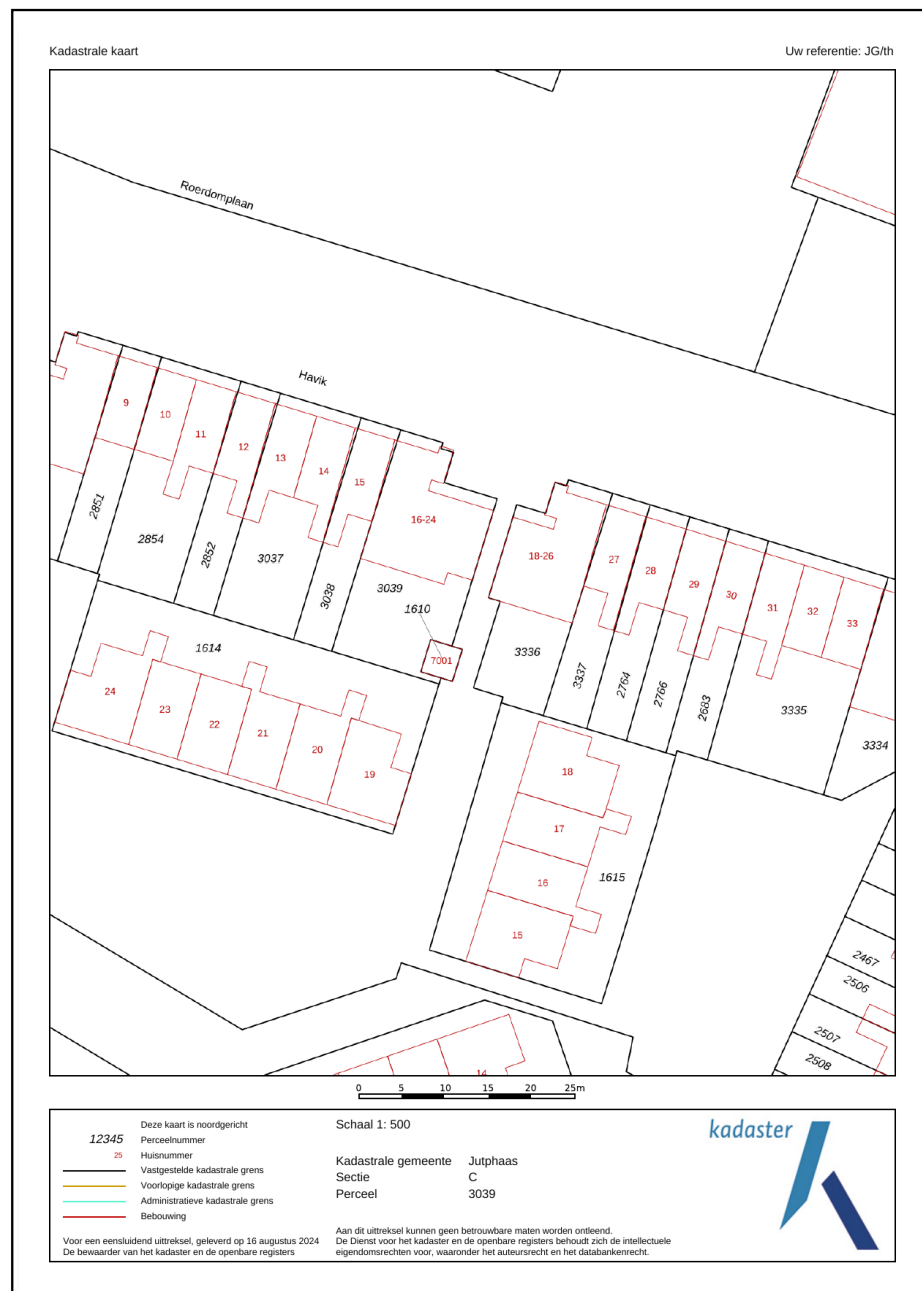 Kadastrale kaart
Uw referentie: JG/th
Roerdomplaan
Havik
9
10
11
12
13
14
15
16-24
2851
2854
2852
3037
3038
3039
1610
7001
18-26
27
28
29
30
31
32
33
3336
3337
2764
2766
2683
3335
3334
1614
24
23
22
21
20
19
18
17
16
15
1615
2467
2506
2507
2508
14
0 5 10 15 20 25m
Deze kaart is noordgericht
12345 Perceelnummer
25 Huisnummer
Vastgestelde kadastrale grens
Voorlopige kadastrale grens
Administratieve kadastrale grens
Bebouwing
Voor een eensluidend uittreksel, geleverd op 16 augustus 2024
De bewaarder van het kadaster en de openbare registers
Schaal 1: 500
Kadastrale gemeente Jutphaas
Sectie C
Perceel 3039
Aan dit uittreksel kunnen geen betrouwbare maten worden ontleend.
De Dienst voor het kadaster en de openbare registers behoudt zich de intellectuele
eigendomsrechten voor, waaronder het auteursrecht en het databankenrecht.
kadaster